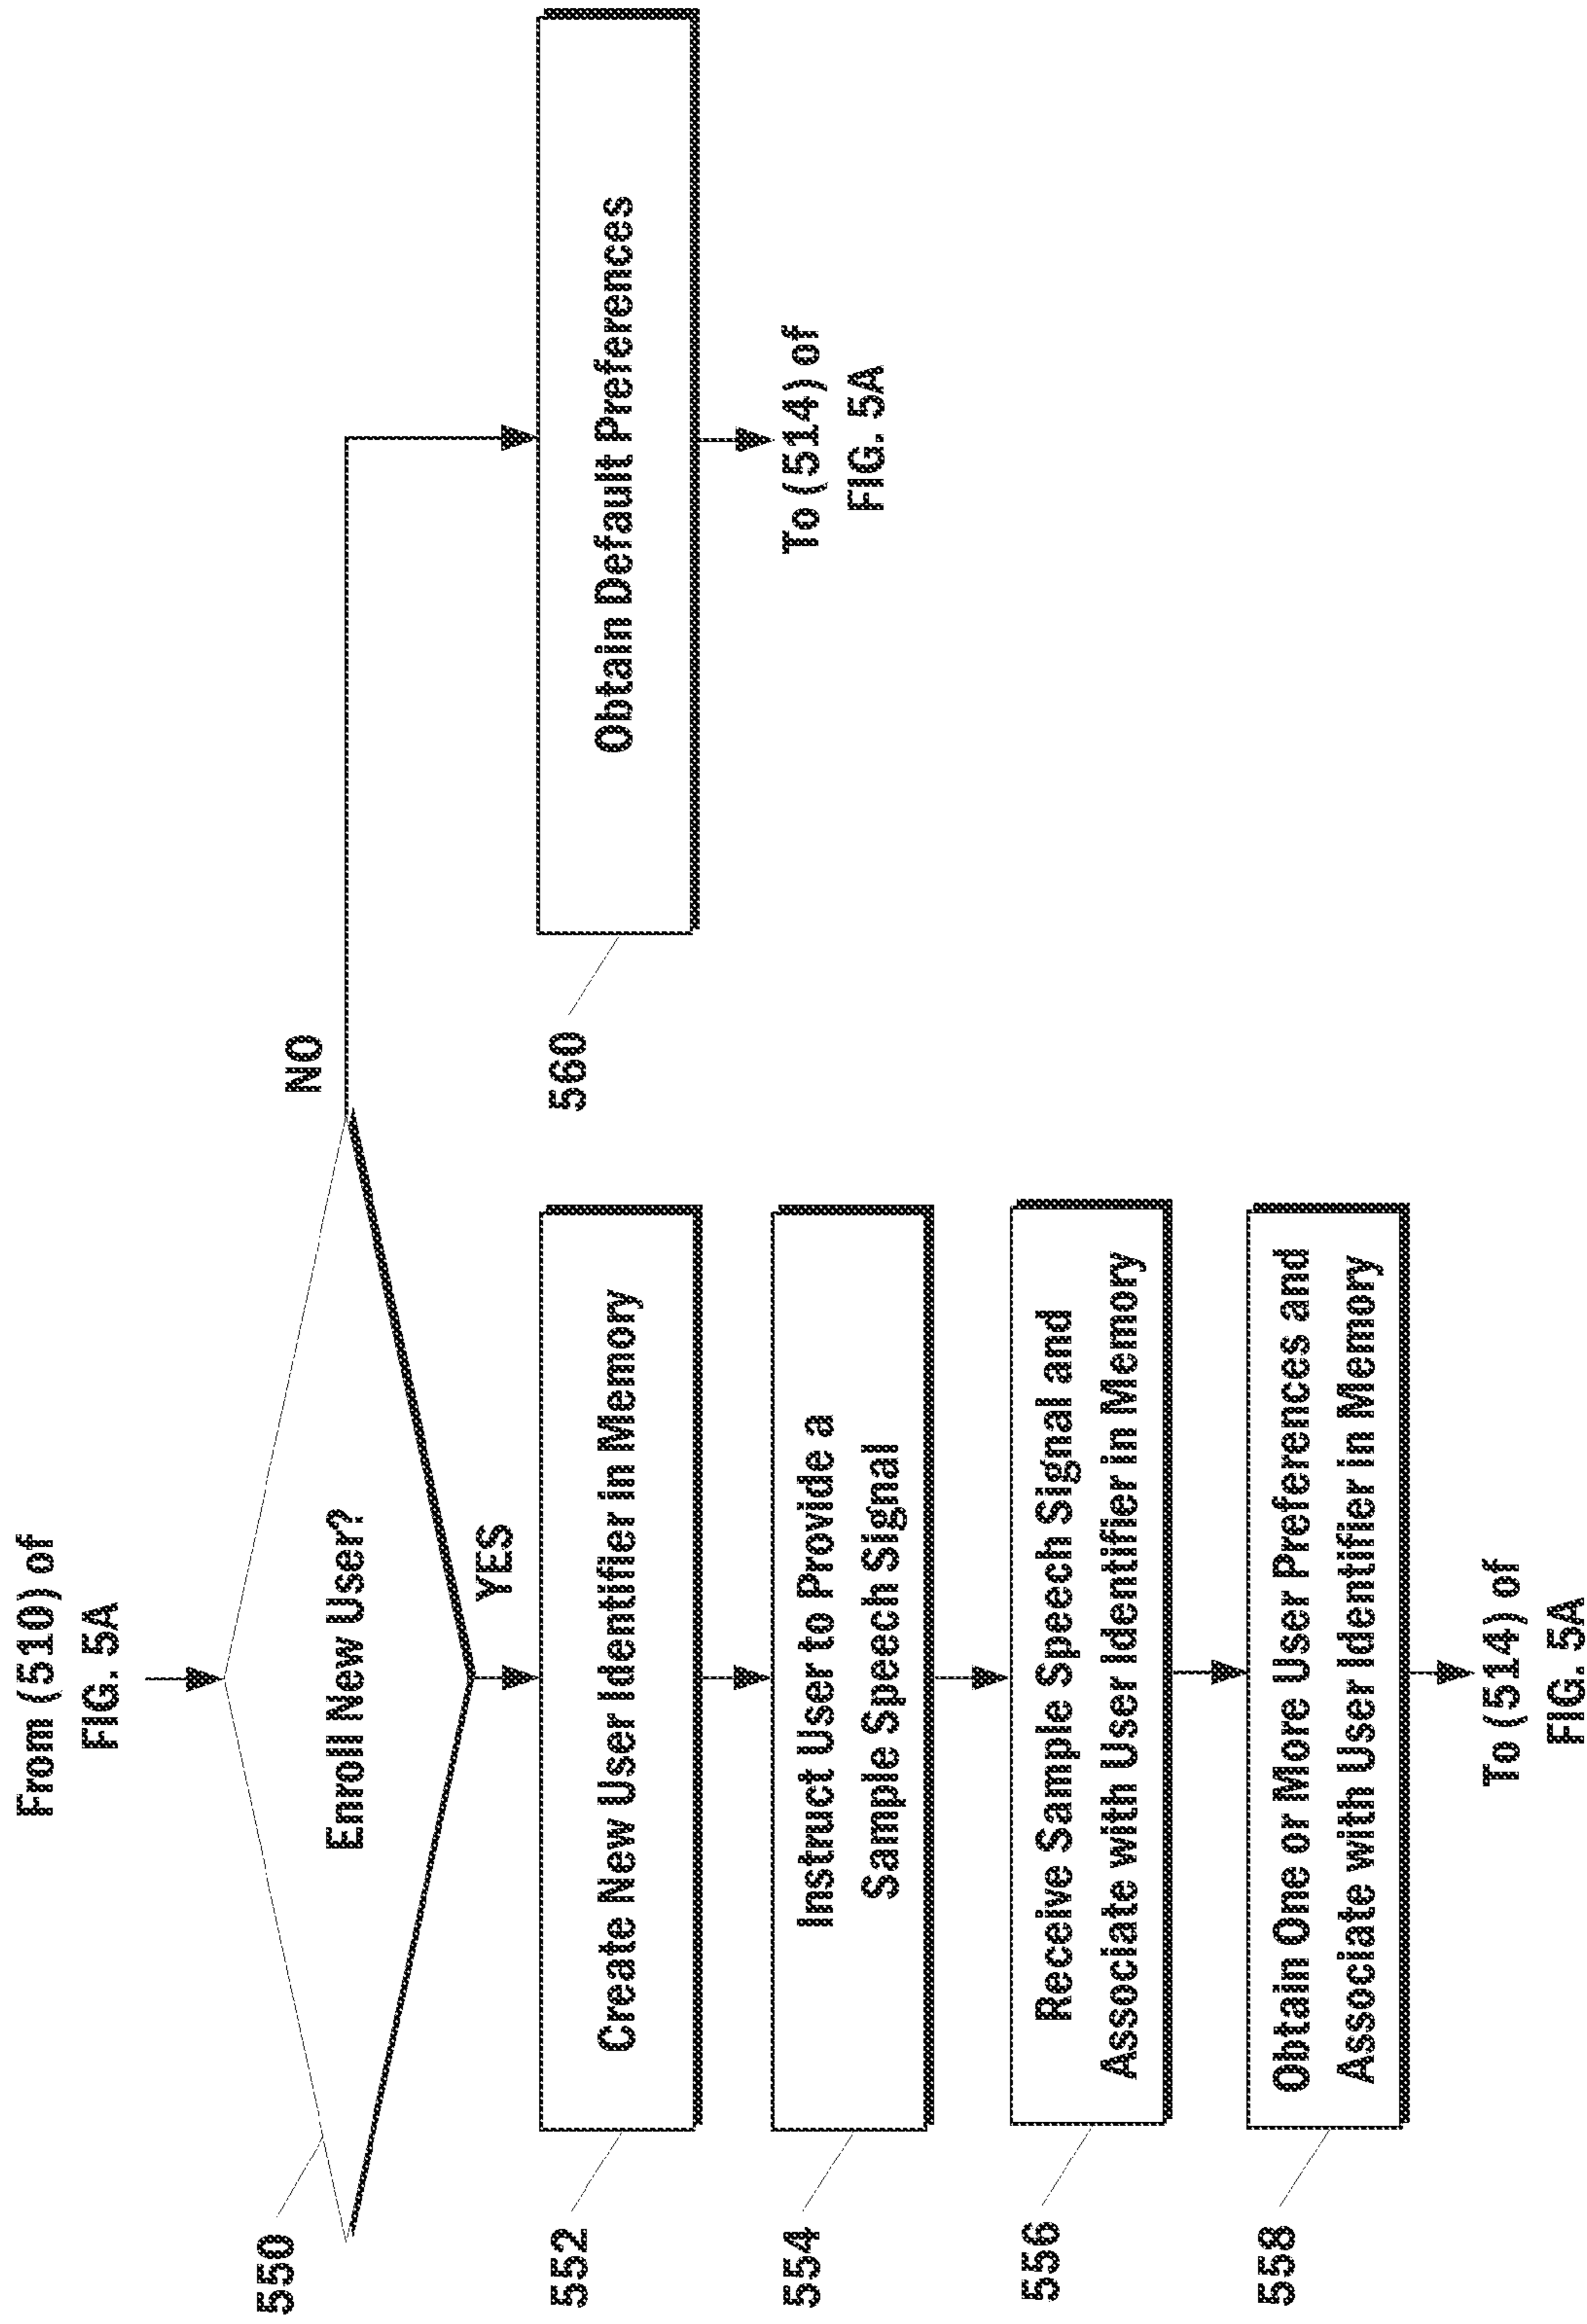 From (510) of
FIG. 5A
550
Enroll New User?
NO
YES
552
Create New User Identifier in Memory
560
Obtain Default Preferences
To (514) of
FIG. 5A
554
Instruct User to Provide a
Sample Speech Signal
556
Receive Sample Speech Signal and
Associate with User Identifier in Memory
558
Obtain One or More User Preferences and
Associate with User Identifier in Memory
To (514) of
FIG. 5A